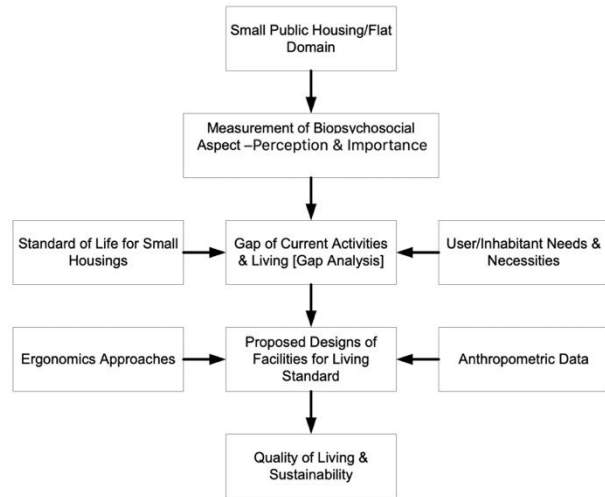 Small Public Housing/Flat
Domain
Measurement of Biopsychosocial
Aspect –Perception & Importance
Standard of Life for Small
Housings
Gap of Current Activities
& Living [Gap Analysis]
User/Inhabitant Needs &
Necessities
Ergonomics Approaches
Proposed Designs of
Facilities for Living
Standard
Anthropometric Data
Quality of Living &
Sustainability